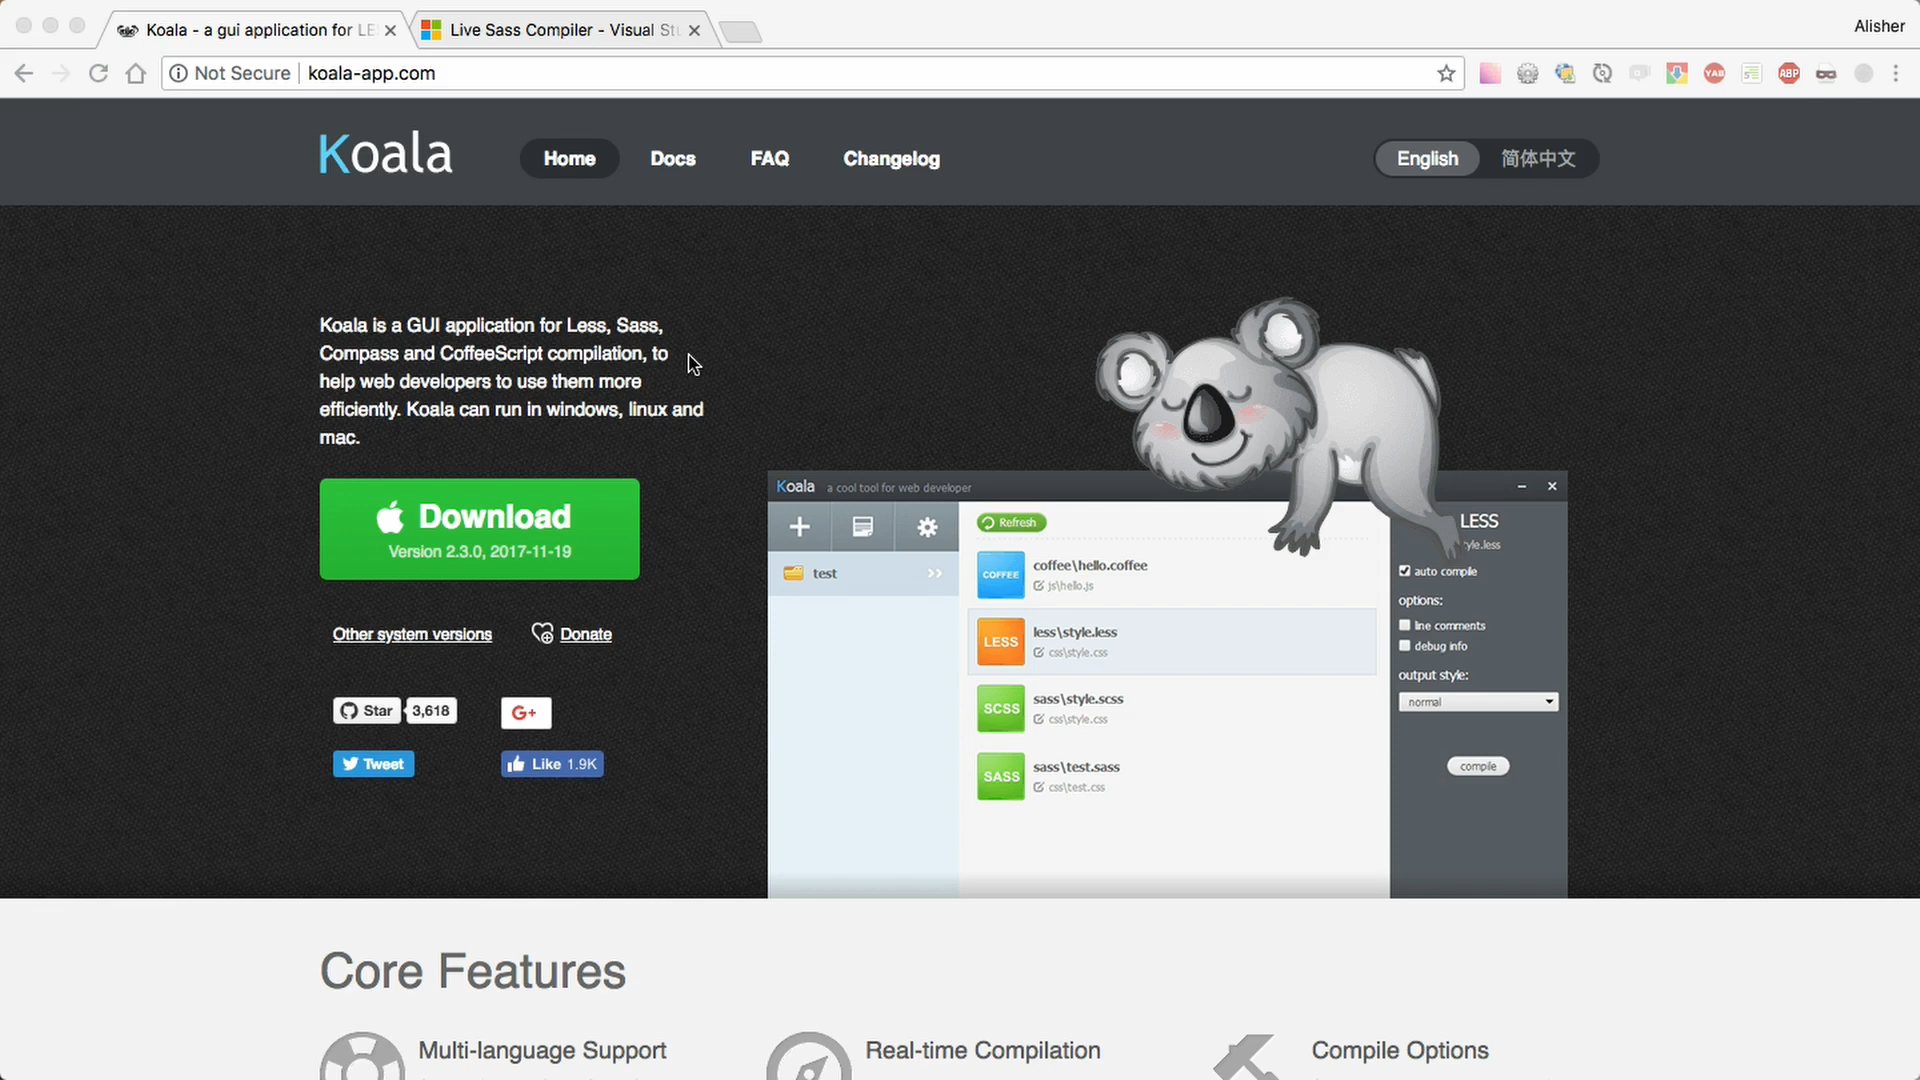 Koala - a gui application for LE
Live Sass Compiler - Visual Stu
Alisher
Not Secure
koala-app.com
YAB
ABP
Koala
Home
Docs
FAQ
Changelog
English
简体中文
Koala is a GUI application for Less, Sass,
Compass and CoffeeScript compilation, to
help web developers to use them more
efficiently. Koala can run in windows, linux and
mac.
Download
Version 2.3.0, 2017-11-19
Other system versions
Donate
Star
3,618
G+
Tweet
Like 1.9K
Koala a cool tool for web developer
Refresh
test
COFFEE
coffee\hello.coffee
js\hello.js
LESS
less\style.less
css\style.css
SCSS
sass\style.scss
css\style.css
SASS
sass\test.sass
css\test.css
LESS
yle.less
auto compile
options:
line comments
debug info
output style:
normal
compile
Core Features
Multi-language Support
Real-time Compilation
Compile Options